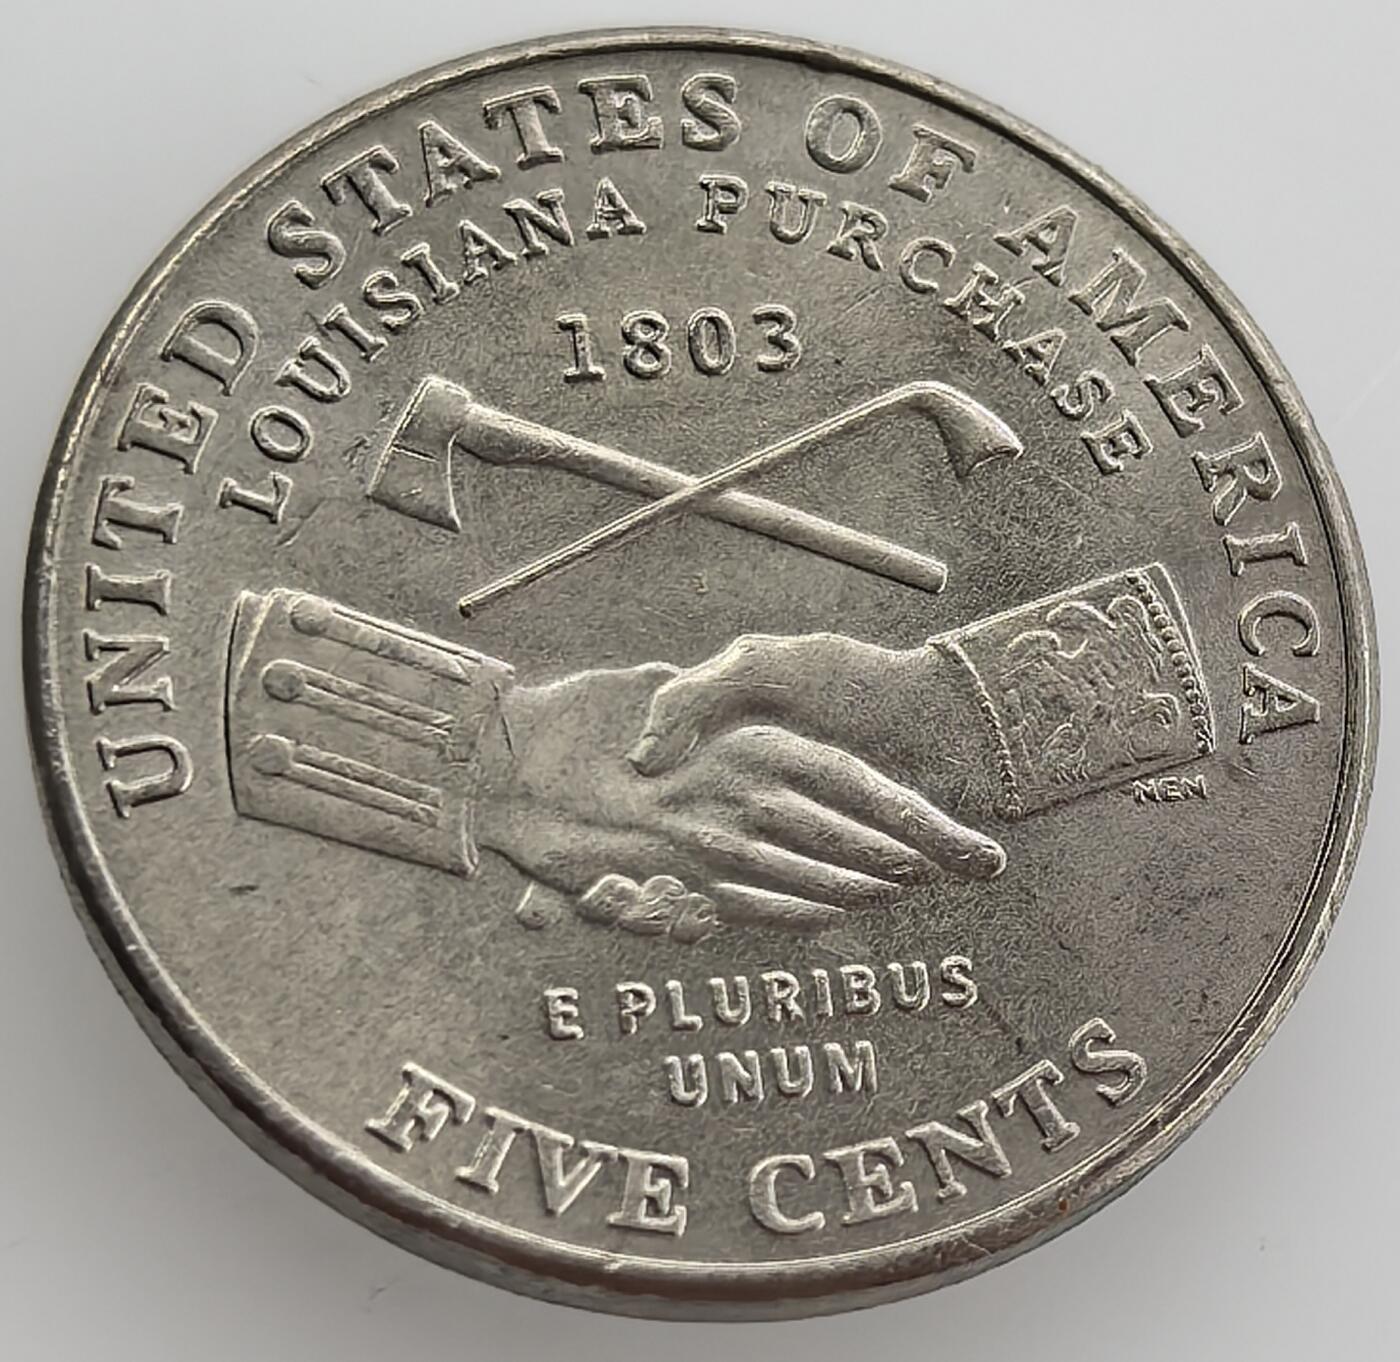 UNITED STATES OF AMERICA
LOUISIANA PURCHASE
1803
NEN
E PLURIBUS
UNUM
FIVE CENTS